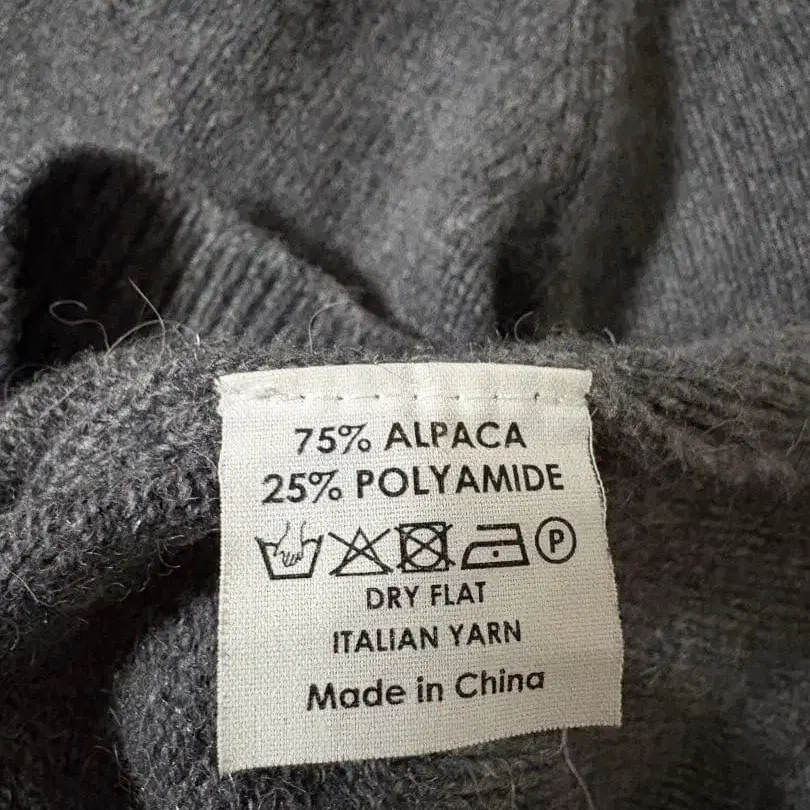 75% ALPACA
25% POLYAMIDE
P
DRY FLAT
ITALIAN YARN
Made in China